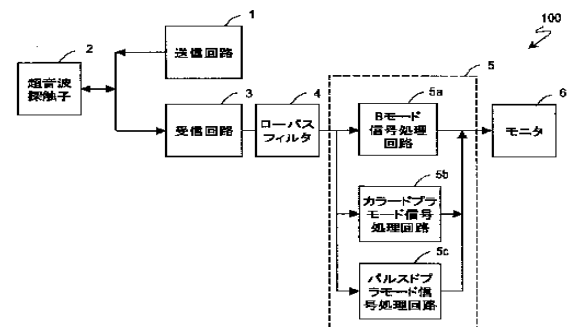 100
1
送信回路
2
超音波
探触子
3
受信回路
4
ローパス
フィルタ
5
5a
Bモード
信号処理
回路
6
モニタ
5b
カラードプラ
モード信号
処理回路
5c
パルスドプ
ラモード信
号処理回路